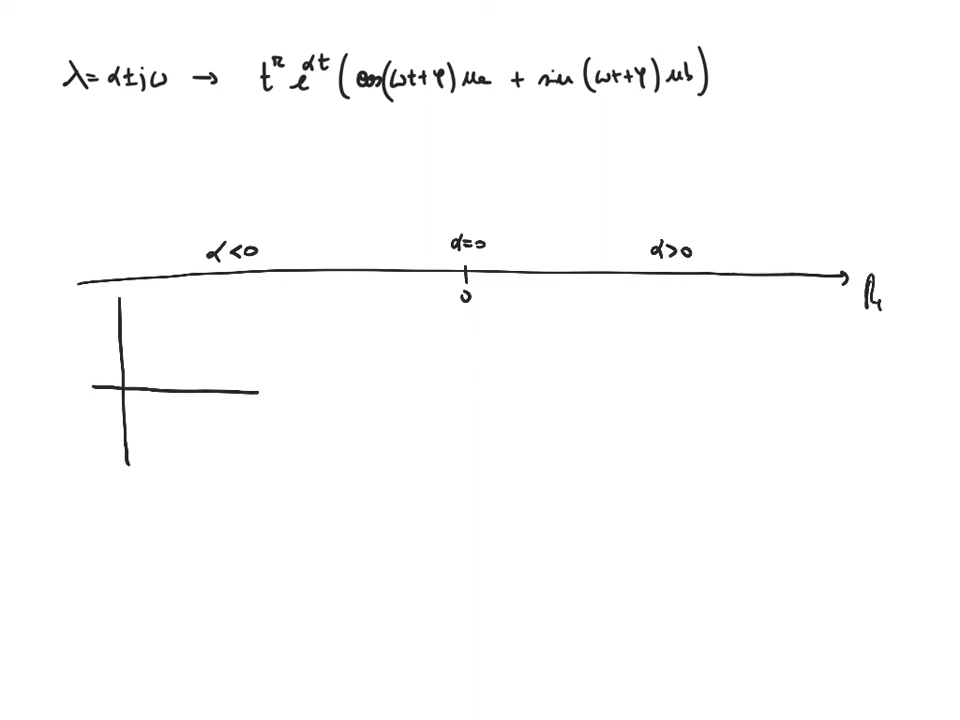 λ = α ± jω → t^r e^αt (cos(ωt+φ) ua + sin(ωt+φ) ub)
α<0 α=0 α>0
0
R